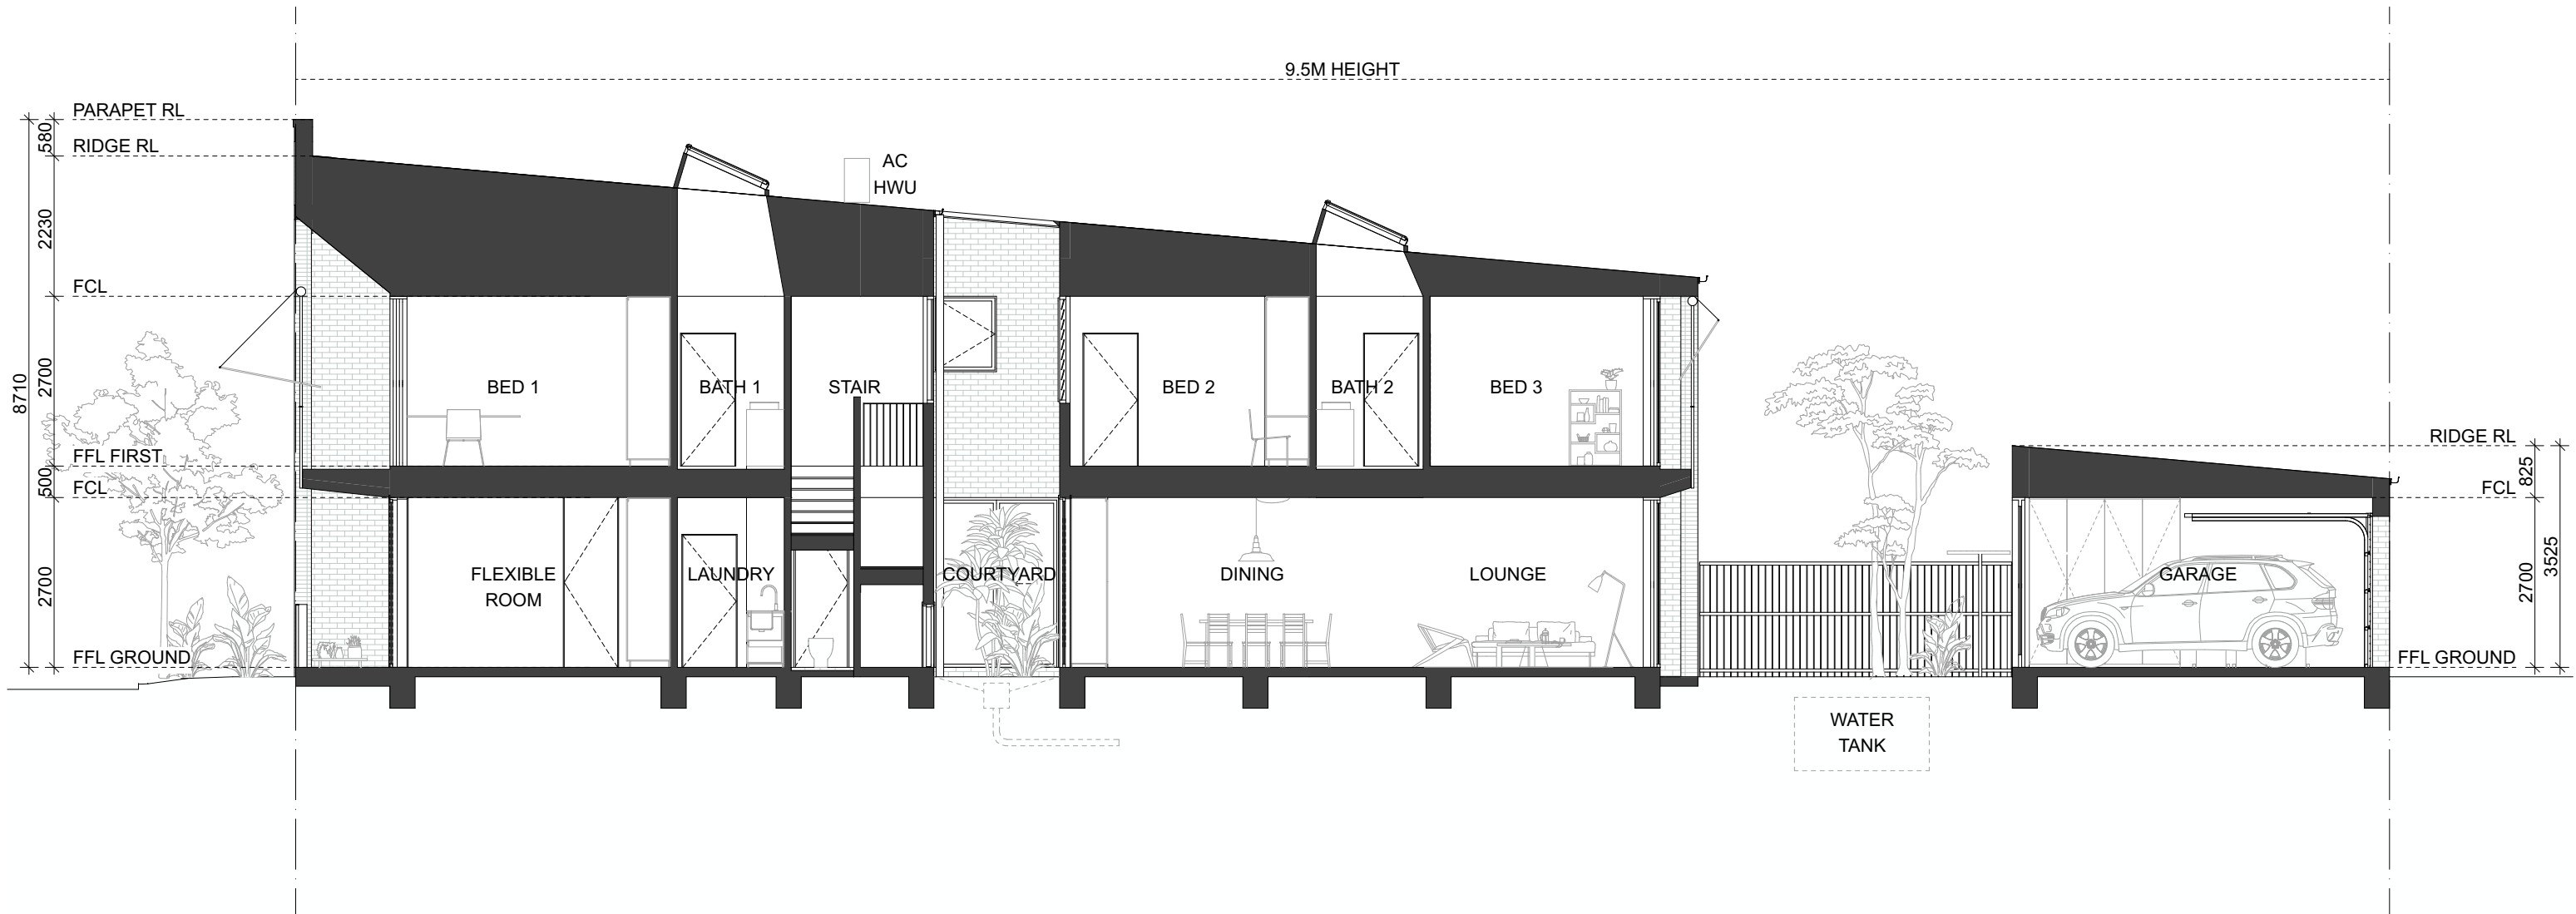 9.5M HEIGHT
PARAPET RL
580
RIDGE RL
AC
HWU
2230
FCL
2700
8710
BED 1
BATH 1
STAIR
BED 2
BATH 2
BED 3
FFL FIRST
500
FCL
RIDGE RL
825
FCL
2700
FLEXIBLE
ROOM
LAUNDRY
COURTYARD
DINING
LOUNGE
GARAGE
2700
3525
FFL GROUND
FFL GROUND
WATER
TANK